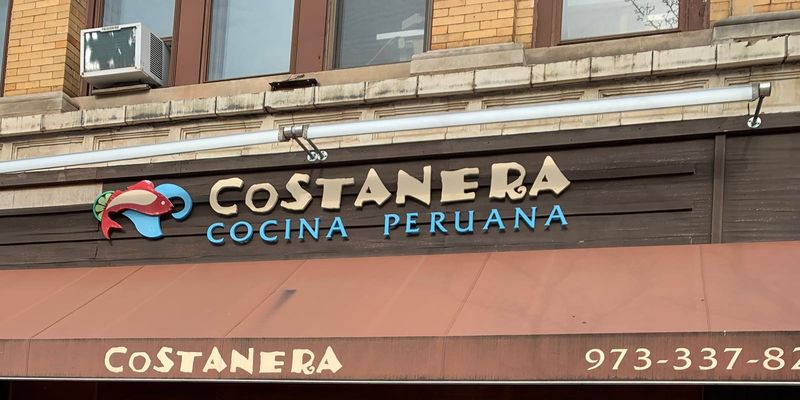 COSTANERA
COCINA PERUANA
COSTANERA
973-337-82